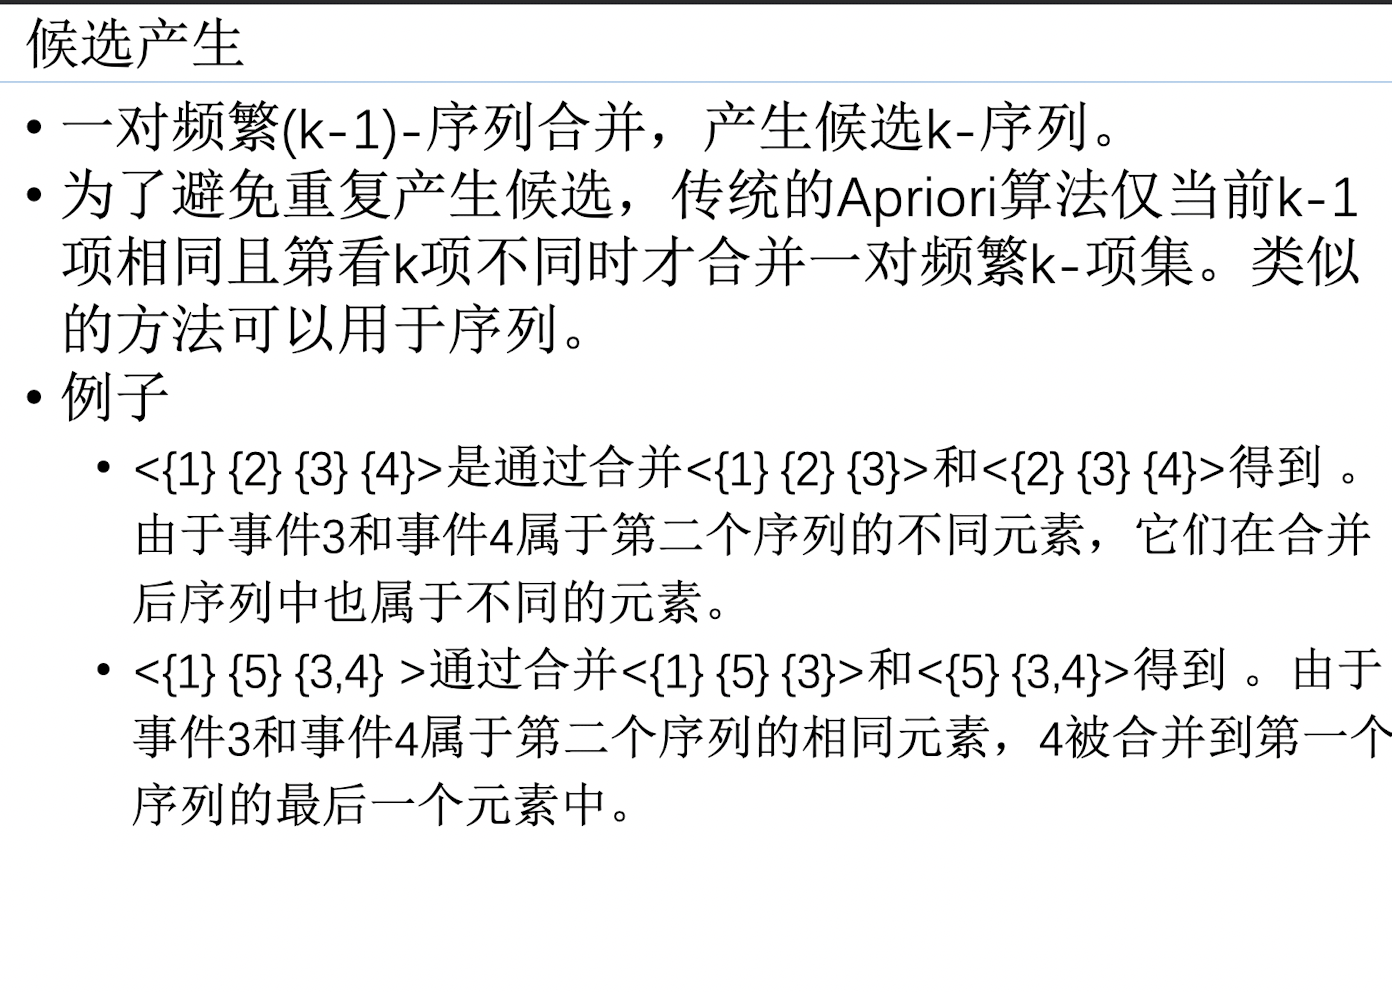 候选产生
• 一对频繁(k-1)-序列合并，产生候选k-序列。
• 为了避免重复产生候选，传统的Apriori算法仅当前k-1
项相同且第看k项不同时才合并一对频繁k-项集。类似
的方法可以用于序列。
• 例子
• <{1} {2} {3} {4}>是通过合并<{1} {2} {3}>和<{2} {3} {4}>得到 。
由于事件3和事件4属于第二个序列的不同元素，它们在合并
后序列中也属于不同的元素。
• <{1} {5} {3,4} >通过合并<{1} {5} {3}>和<{5} {3,4}>得到 。由于
事件3和事件4属于第二个序列的相同元素，4被合并到第一个
序列的最后一个元素中。